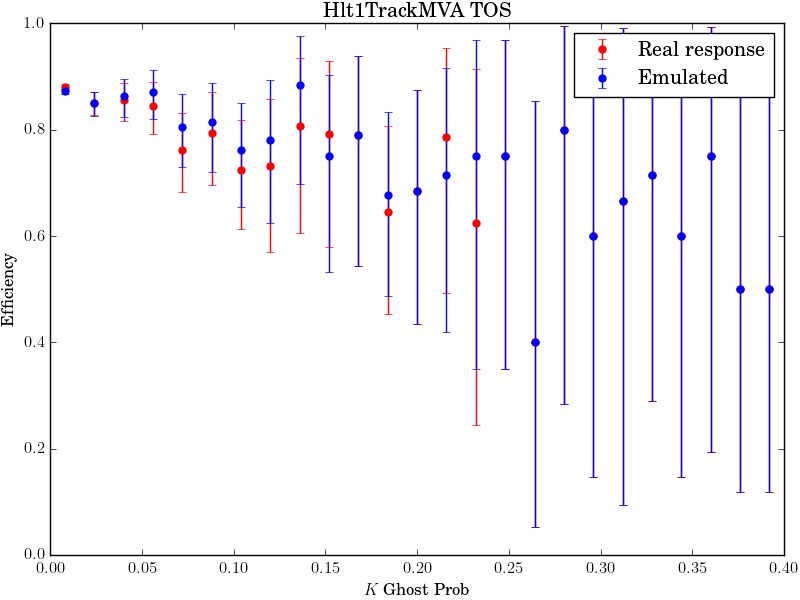 Hlt1TrackMVA TOS
Real response
Emulated
Efficiency
1.0
0.8
0.6
0.4
0.2
0.0
0.00 0.05 0.10 0.15 0.20 0.25 0.30 0.35 0.40
K Ghost Prob